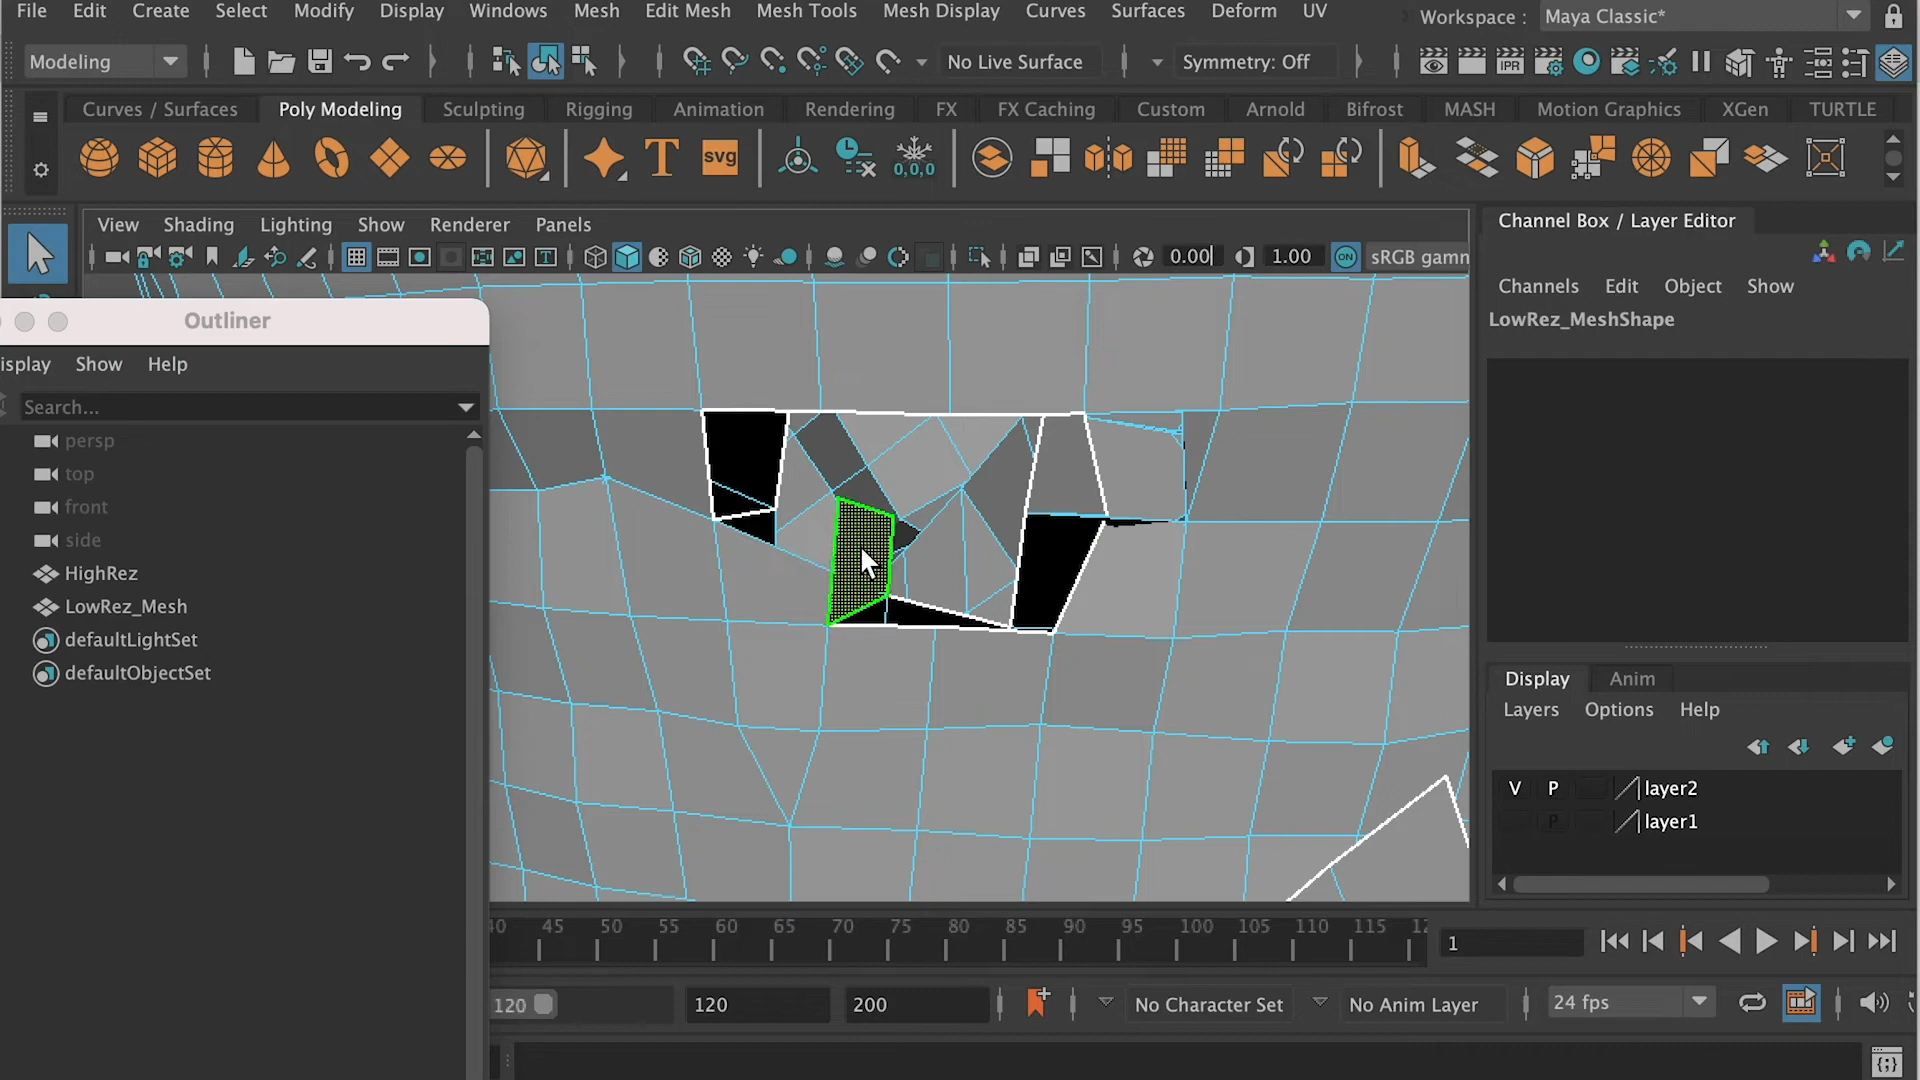 File Edit Create Select Modify Display Windows Mesh Edit Mesh Mesh Tools Mesh Display Curves Surfaces Deform UV
Workspace : Maya Classic*
Modeling No Live Surface Symmetry: Off
IPR
Curves / Surfaces Poly Modeling Sculpting Rigging Animation Rendering FX FX Caching Custom Arnold Bifrost MASH Motion Graphics XGen TURTLE
T svg 0,0,0
View Shading Lighting Show Renderer Panels
0.00 1.00 ON sRGB gamn
Outliner
isplay Show Help
Search...
persp
top
front
side
HighRez
LowRez_Mesh
defaultLightSet
defaultObjectSet
Channel Box / Layer Editor
Channels Edit Object Show
LowRez_MeshShape
Display Anim
Layers Options Help
V P layer2
P layer1
40 45 50 55 60 65 70 75 80 85 90 95 100 105 110 115 12
1
120 120 200 No Character Set No Anim Layer 24 fps